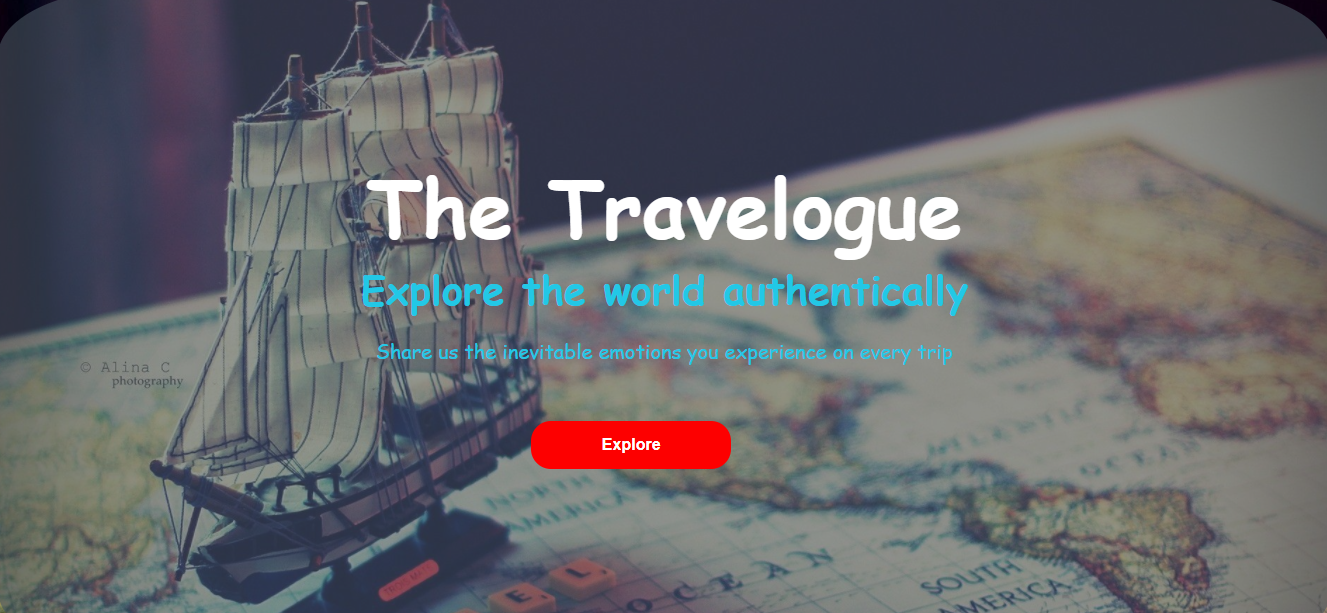 The Travelogue
Explore the world authentically
Share us the inevitable emotions you experience on every trip
© Alina C
photography
Explore
ATLANTIC
OCEAN
NORTH
AMERICA
E L
OCEAN
SOUTH
AMERICA